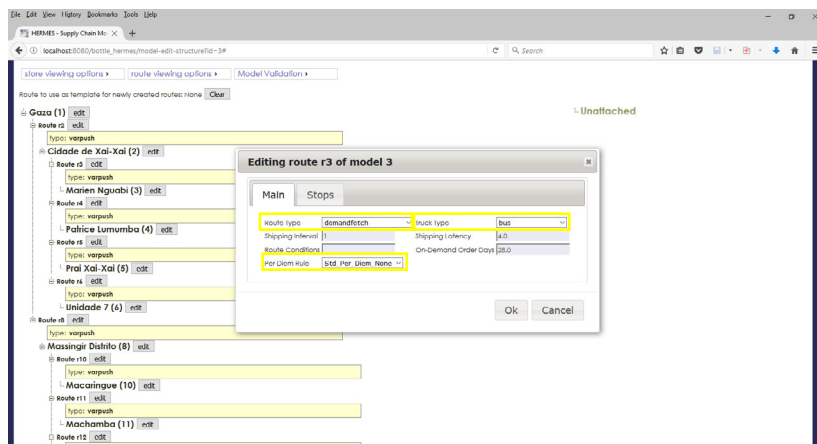 File Edit View History Bookmarks Tools Help
HERMES - Supply Chain Mo
localhost:8080/bottle_hermes/model-edit-structure?id=3#
Search
store viewing options
route viewing options
Model Validation
Route to use as template for newly created routes: None Clear
Gaza (1) edit
Unattached
Route r2 edit
type: varpush
Cidade de Xai-Xai (2) edit
Route r3 edit
type: varpush
Marien Nguabi (3) edit
Route r4 edit
type: varpush
Patrice Lumumba (4) edit
Route r5 edit
type: varpush
Prai Xai-Xai (5) edit
Route r6 edit
type: varpush
Unidade 7 (6) edit
Route r8 edit
type: varpush
Massingir Distrito (8) edit
Route r10 edit
type: varpush
Macaringue (10) edit
Route r11 edit
type: varpush
Machamba (11) edit
Route r12 edit
Editing route r3 of model 3
Main Stops
Route Type demandfetch Truck Type bus
Shipping Interval 1 Shipping Latency 4.0
Route Conditions On-Demand Order Days 28.0
Per Diem Rule Std_Per_Diem_None
Ok Cancel